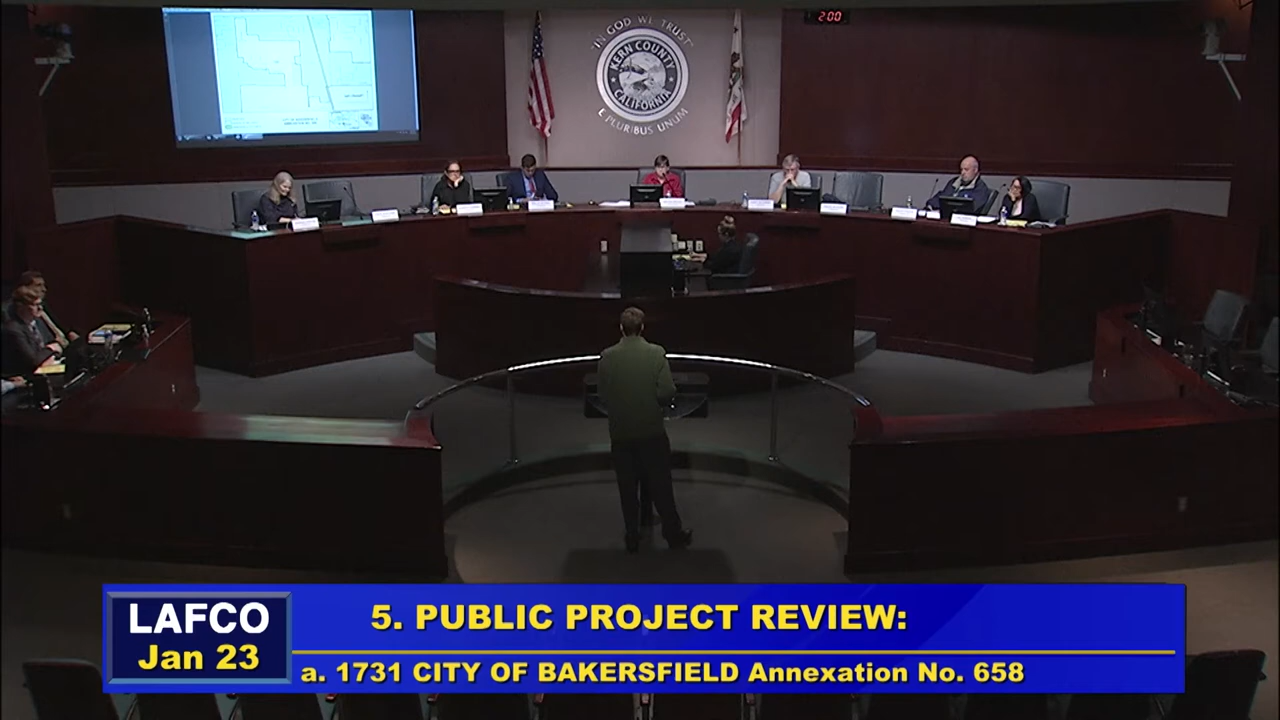 2:00
IN GOD WE TRUST
KERN COUNTY
CALIFORNIA
E PLURIBUS UNUM
LAFCO
Jan 23
5. PUBLIC PROJECT REVIEW:
a. 1731 CITY OF BAKERSFIELD Annexation No. 658